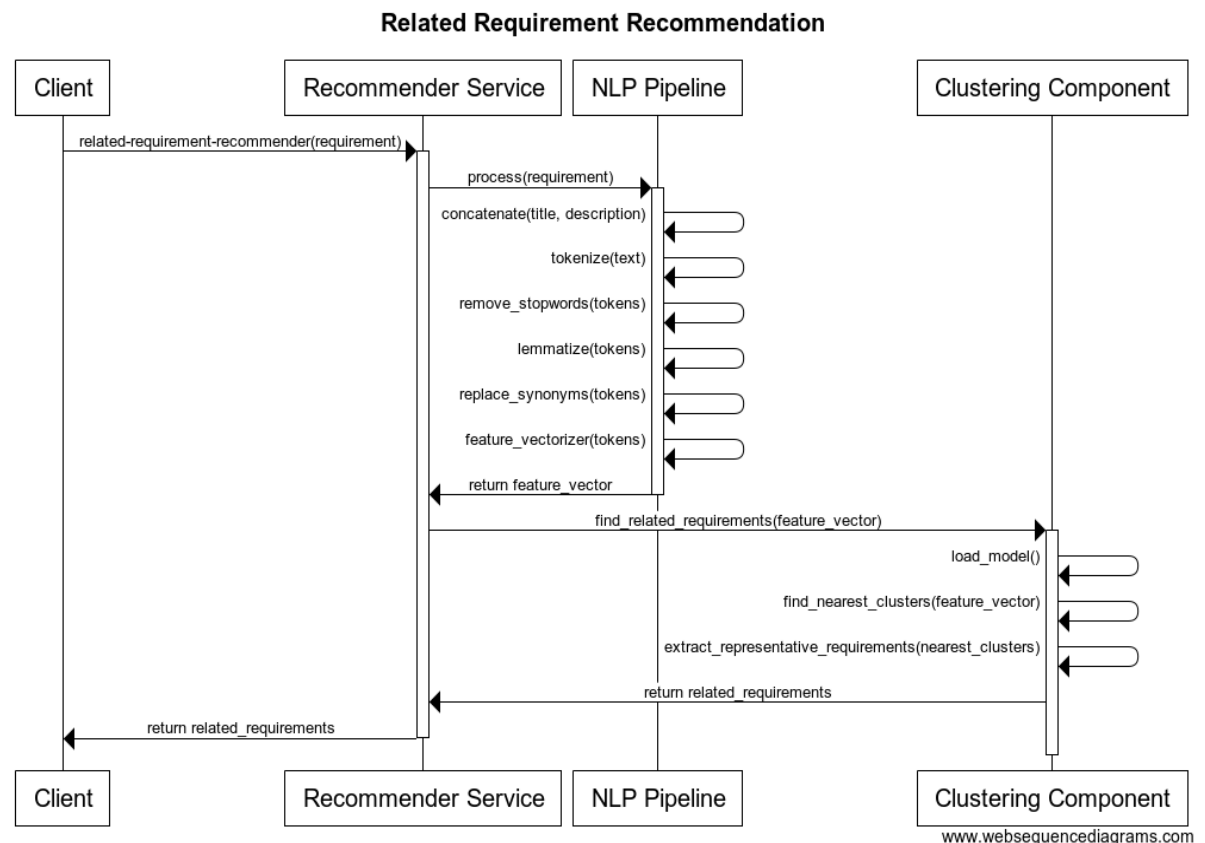 Related Requirement Recommendation
Client
Recommender Service
NLP Pipeline
Clustering Component
related-requirement-recommender(requirement)
process(requirement)
concatenate(title, description)
tokenize(text)
remove_stopwords(tokens)
lemmatize(tokens)
replace_synonyms(tokens)
feature_vectorizer(tokens)
return feature_vector
find_related_requirements(feature_vector)
load_model()
find_nearest_clusters(feature_vector)
extract_representative_requirements(nearest_clusters)
return related_requirements
return related_requirements
Client
Recommender Service
NLP Pipeline
Clustering Component
www.websequencediagrams.com